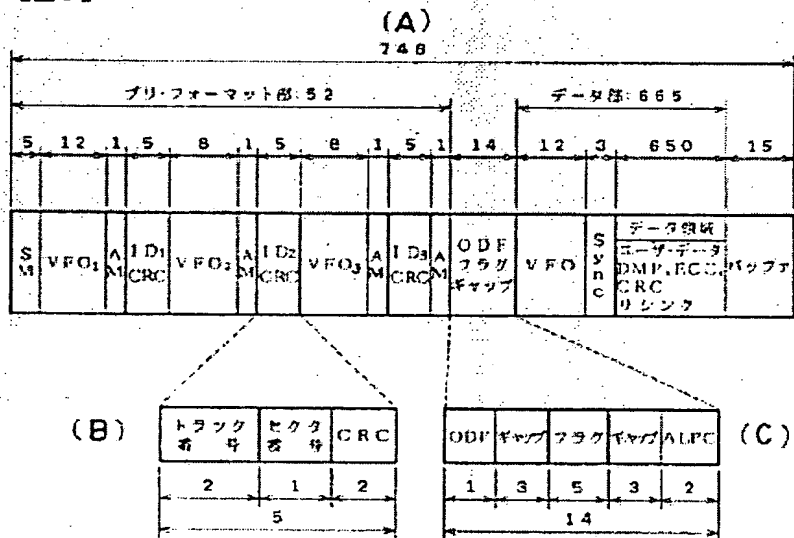 (A)
746
プリ・フォーマット部:52
データ部:665
5 12 1 5 8 1 5 8 1 5 1 14 12 3 650 15
SM
VFO1
AM
ID1
CRC
VFO2
AM
ID2
CRC
VFO3
AM
ID3
CRC
AM
ODF
フラグ
ギャップ
VFO
Sync
データ領域
ユーザ・データ
DMP,ECC,
CRC
リシンク
バッファ
(B)
トラック番号
セクタ番号
CRC
2 1 2
5
ODF ギャップ フラグ ギャップ ALPC
(C)
1 3 5 3 2
14